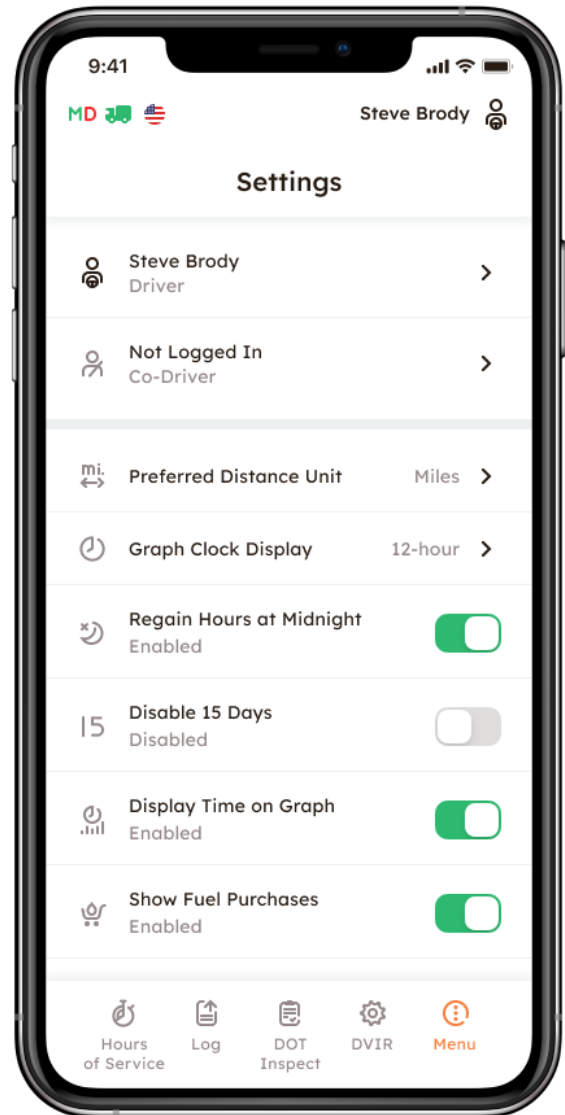 9:41
MD
Steve Brody
Settings
Steve Brody
Driver
Not Logged In
Co-Driver
mi.
Preferred Distance Unit
Miles
Graph Clock Display
12-hour
Regain Hours at Midnight
Enabled
15
Disable 15 Days
Disabled
Display Time on Graph
Enabled
Show Fuel Purchases
Enabled
Hours
of Service
Log
DOT
Inspect
DVIR
Menu